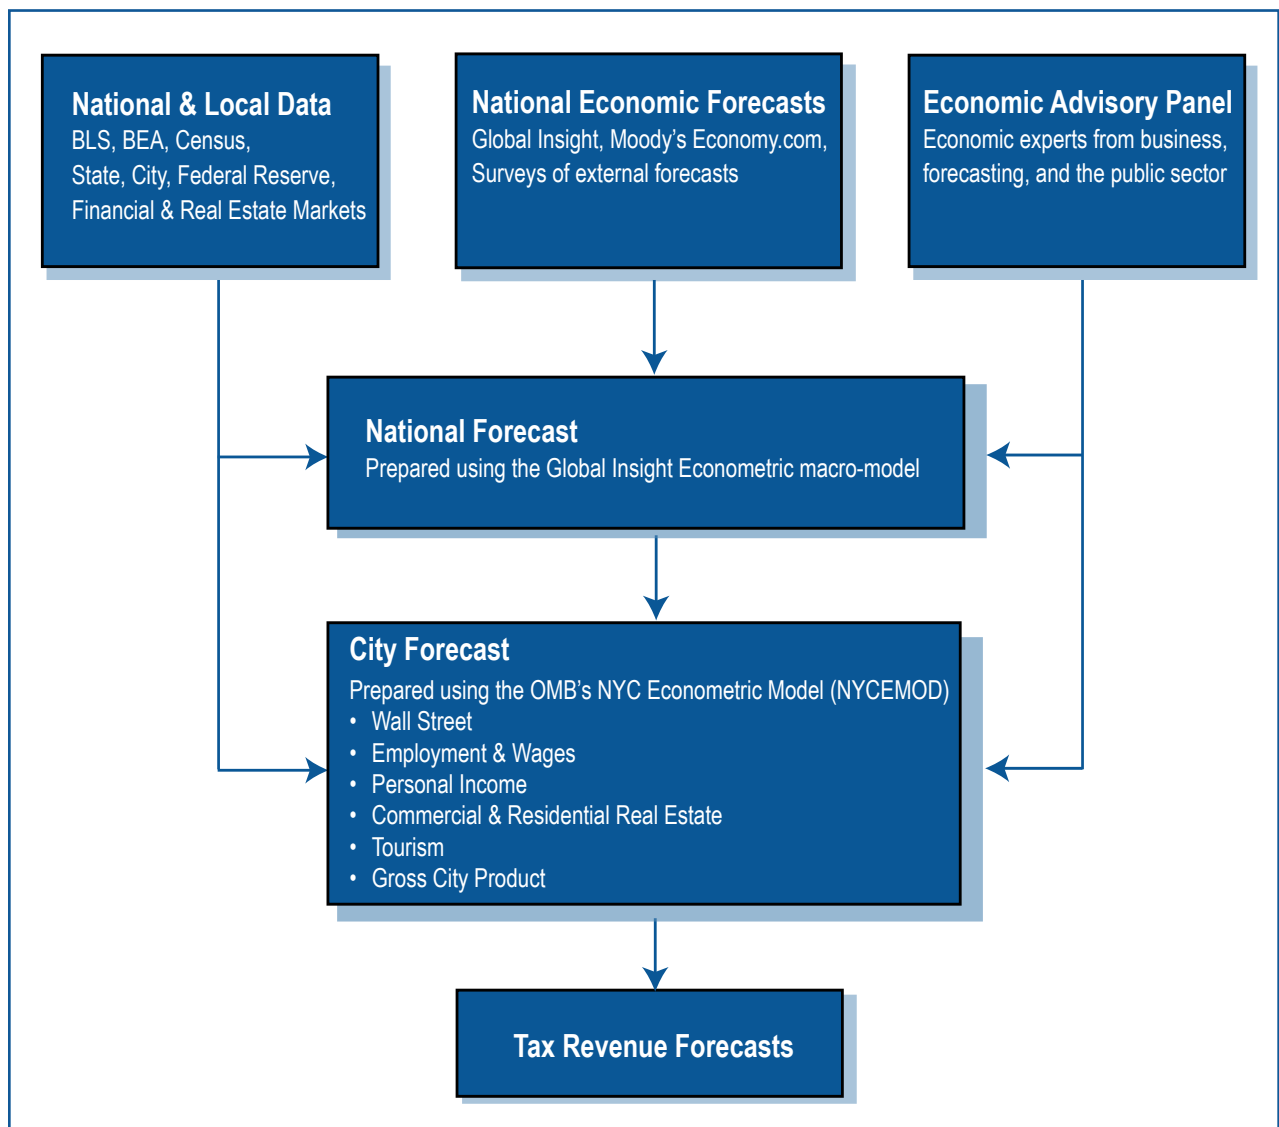 National & Local Data
BLS, BEA, Census,
State, City, Federal Reserve,
Financial & Real Estate Markets
National Economic Forecasts
Global Insight, Moody’s Economy.com,
Surveys of external forecasts
Economic Advisory Panel
Economic experts from business,
forecasting, and the public sector
National Forecast
Prepared using the Global Insight Econometric macro-model
City Forecast
Prepared using the OMB’s NYC Econometric Model (NYCEMOD)
• Wall Street
• Employment & Wages
• Personal Income
• Commercial & Residential Real Estate
• Tourism
• Gross City Product
Tax Revenue Forecasts